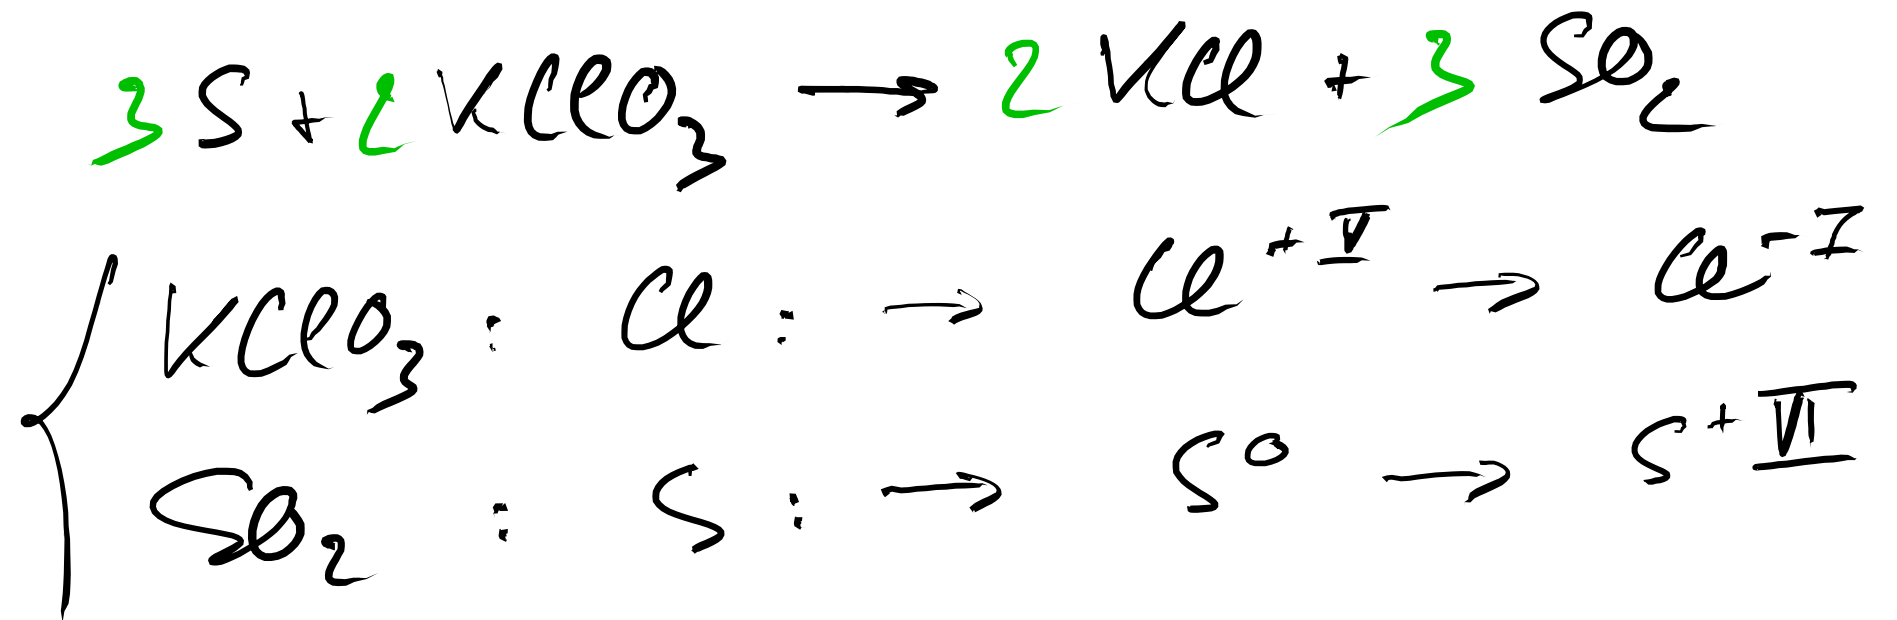 3 S + 2 KClO₃ → 2 KCl + 3 SO₂
KClO₃ : Cl : → Cl⁺ⱽ → Cl⁻ᴵ
SO₂ : S : → S⁰ → S⁺ⱽᴵ